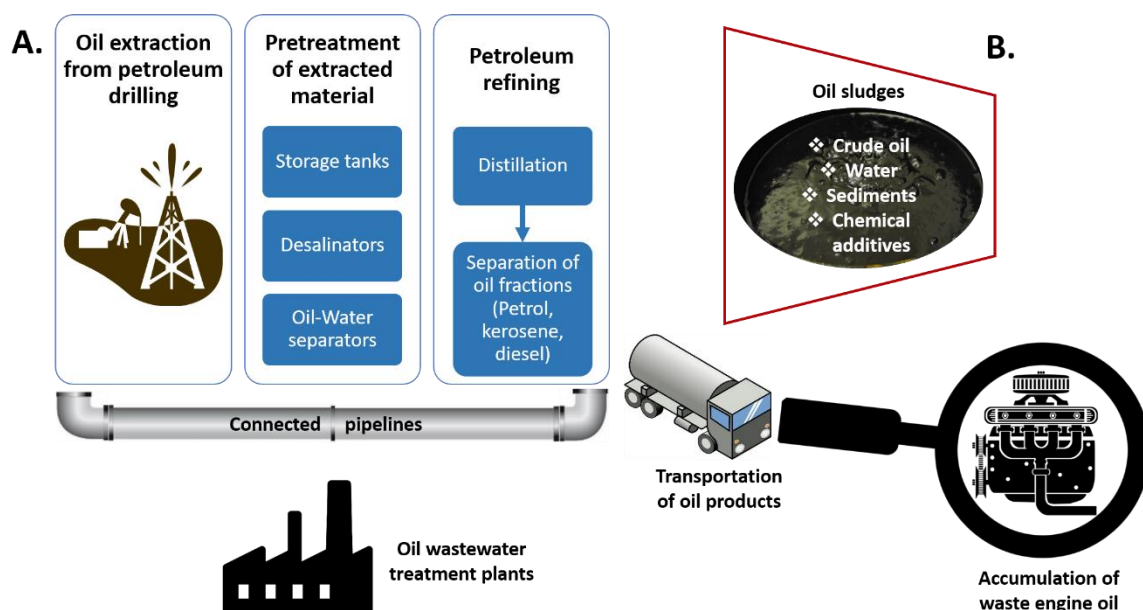 A.
Oil extraction
from petroleum
drilling
Pretreatment
of extracted
material
Storage tanks
Desalinators
Oil-Water
separators
Petroleum
refining
Distillation
Separation of
oil fractions
(Petrol,
kerosene,
diesel)
Connected pipelines
Oil wastewater
treatment plants
B.
Oil sludges
❖ Crude oil
❖ Water
❖ Sediments
❖ Chemical
additives
Transportation
of oil products
Accumulation of
waste engine oil